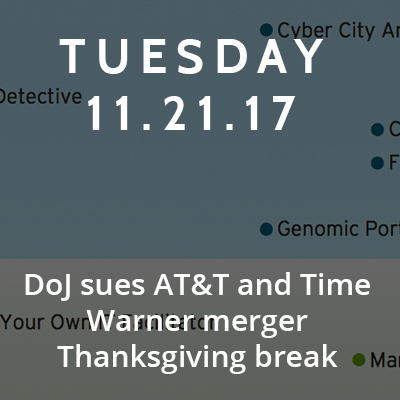 Cyber City Ar
TUESDAY
Detective
11.21.17
C
F
Genomic Port
DoJ sues AT&T and Time
Your Own
Warner merger
Thanksgiving break
Man